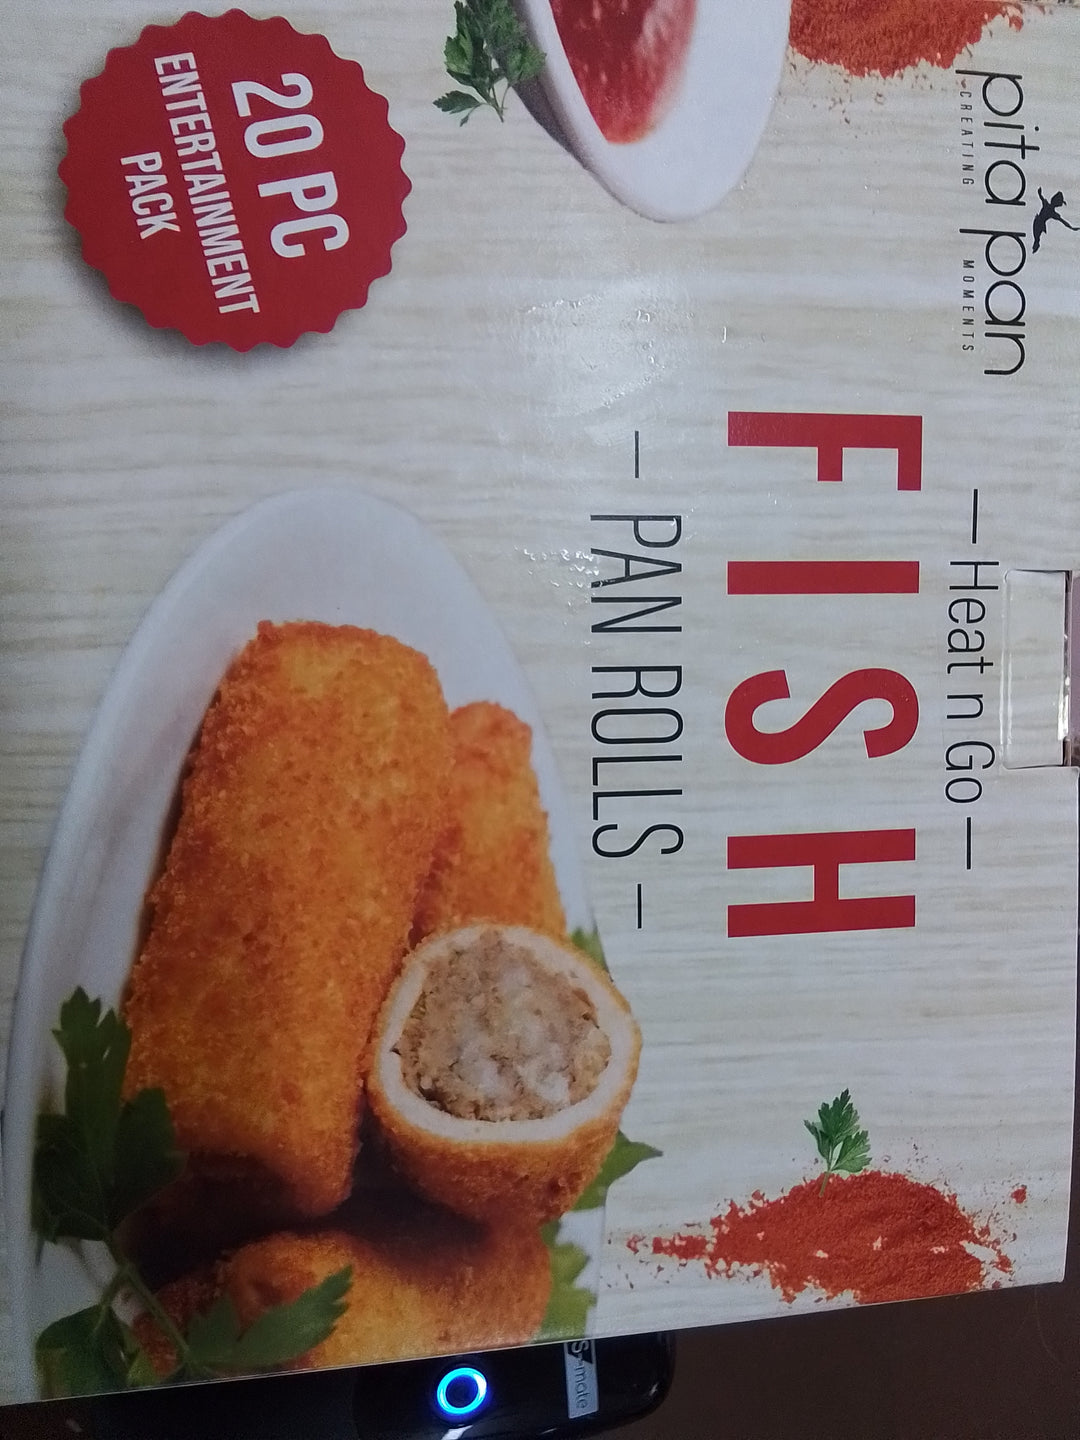 pita pan
CREATING MOMENTS
— Heat n Go —
FISH
— PAN ROLLS —
20 PC
ENTERTAINMENT
PACK